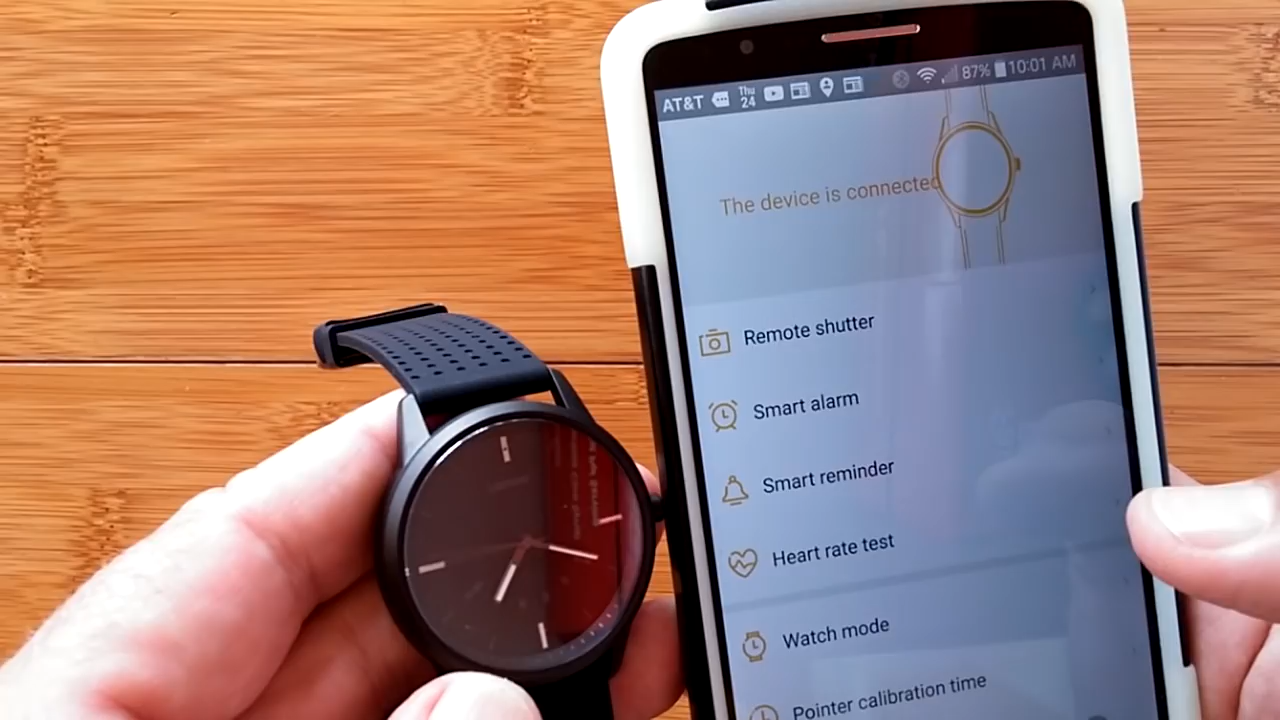 AT&T Thu 24 87% 10:01 AM
The device is connected
Remote shutter
Smart alarm
Smart reminder
Heart rate test
Watch mode
Pointer calibration time